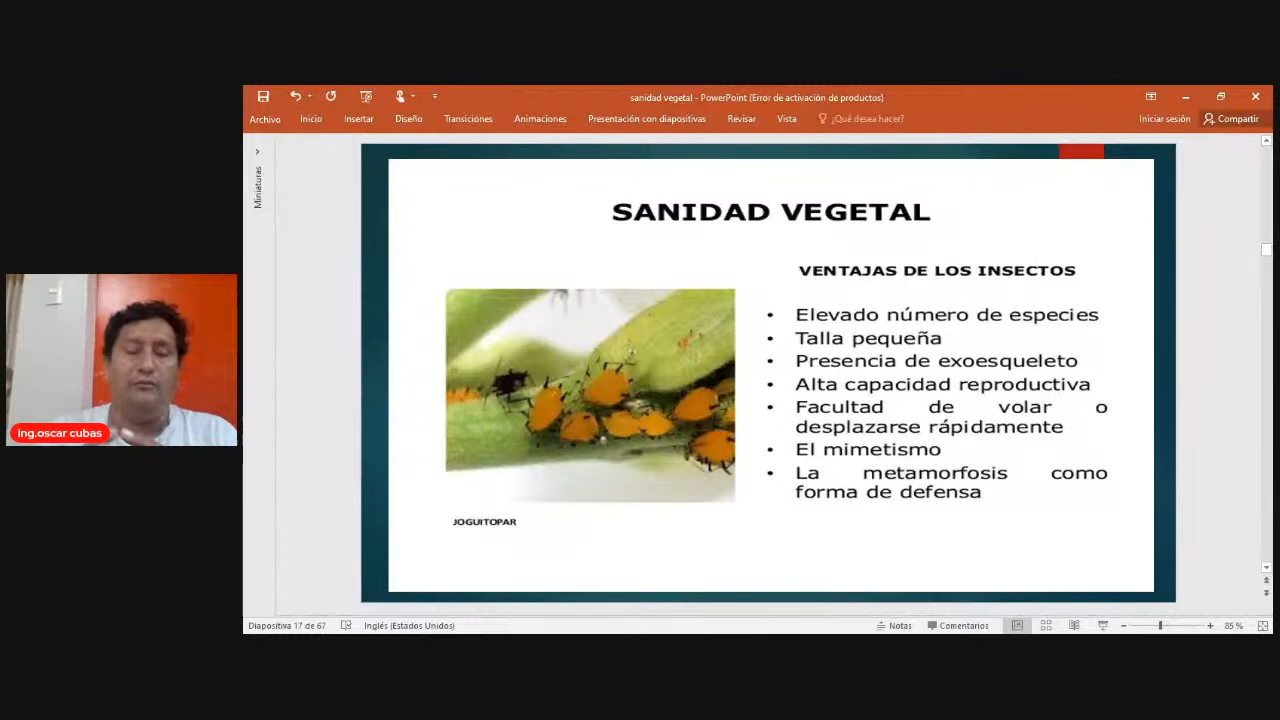 sanidad vegetal - PowerPoint (Error de activación de productos)
Archivo Inicio Insertar Diseño Transiciones Animaciones Presentación con diapositivas Revisar Vista ¿Qué desea hacer? Iniciar sesión Compartir
Miniaturas
SANIDAD VEGETAL
VENTAJAS DE LOS INSECTOS
• Elevado número de especies
• Talla pequeña
• Presencia de exoesqueleto
• Alta capacidad reproductiva
• Facultad de volar o
desplazarse rápidamente
• El mimetismo
• La metamorfosis como
forma de defensa
JOGUITOPAR
ing.oscar cubas
Diapositiva 17 de 67 Inglés (Estados Unidos) Notas Comentarios 85 %